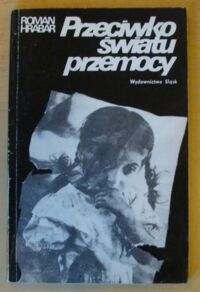 ROMAN
HRABAR
Przeciwko
światu
przemocy
Wydawnictwo Śląsk